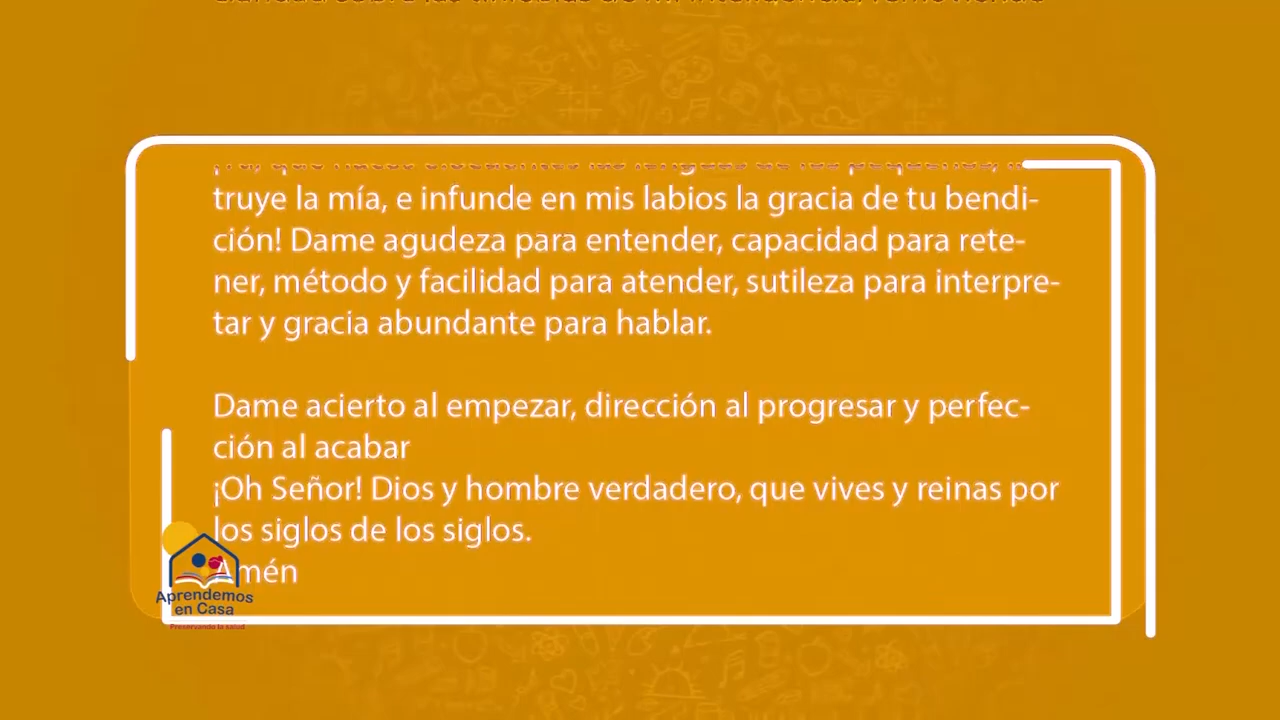 truye la mía, e infunde en mis labios la gracia de tu bendi-
ción! Dame agudeza para entender, capacidad para rete-
ner, método y facilidad para atender, sutileza para interpre-
tar y gracia abundante para hablar.
Dame acierto al empezar, dirección al progresar y perfec-
ción al acabar
¡Oh Señor! Dios y hombre verdadero, que vives y reinas por
los siglos de los siglos.
Amén
Aprendemos
en Casa
Preservando la salud